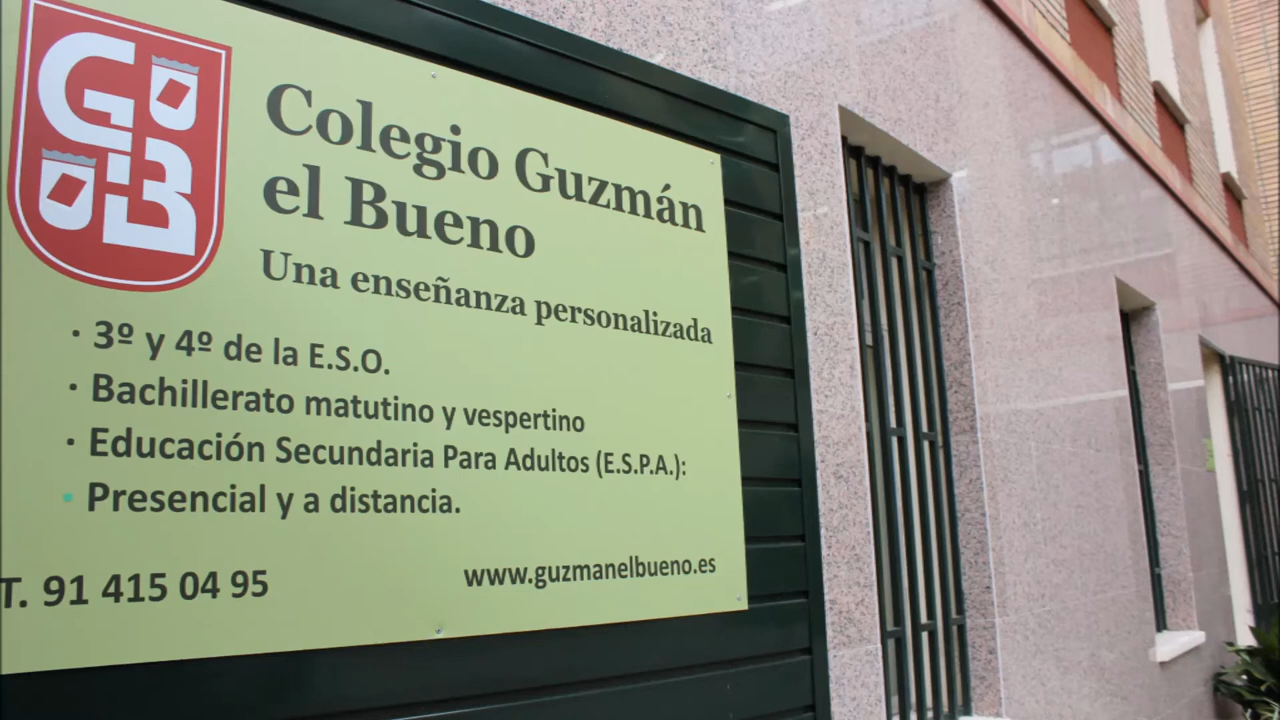 GB
Colegio Guzmán
el Bueno
Una enseñanza personalizada
· 3º y 4º de la E.S.O.
· Bachillerato matutino y vespertino
· Educación Secundaria Para Adultos (E.S.P.A.):
· Presencial y a distancia.
T. 91 415 04 95
www.guzmanelbueno.es